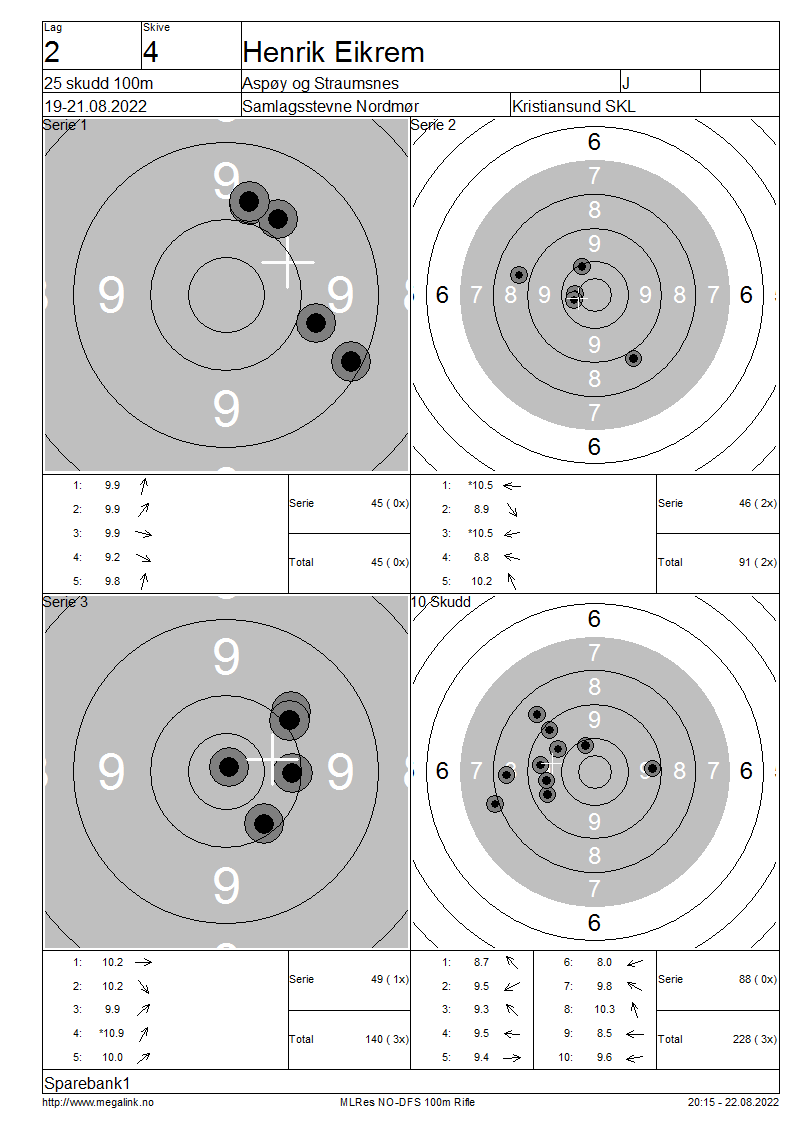 Lag
Skive
2
4
Henrik Eikrem
25 skudd 100m
Aspøy og Straumsnes
J
19-21.08.2022
Samlagsstevne Nordmør
Kristiansund SKL
Serie 1
9
9 9
9
Serie 2
6
7
8
9
6 7 8 9 9 8 7 6
9
8
7
6
1: 9.9
2: 9.9
3: 9.9
4: 9.2
5: 9.8
Serie 45 ( 0x)
Total 45 ( 0x)
1: *10.5
2: 8.9
3: *10.5
4: 8.8
5: 10.2
Serie 46 ( 2x)
Total 91 ( 2x)
Serie 3
9
9 9
9
10 Skudd
6
7
8
9
6 7 9 8 7 6
9
8
7
6
1: 10.2
2: 10.2
3: 9.9
4: *10.9
5: 10.0
Serie 49 ( 1x)
Total 140 ( 3x)
1: 8.7 6: 8.0
2: 9.5 7: 9.8
3: 9.3 8: 10.3
4: 9.5 9: 8.5
5: 9.4 10: 9.6
Serie 88 ( 0x)
Total 228 ( 3x)
Sparebank1
http://www.megalink.no
MLRes NO-DFS 100m Rifle
20:15 - 22.08.2022